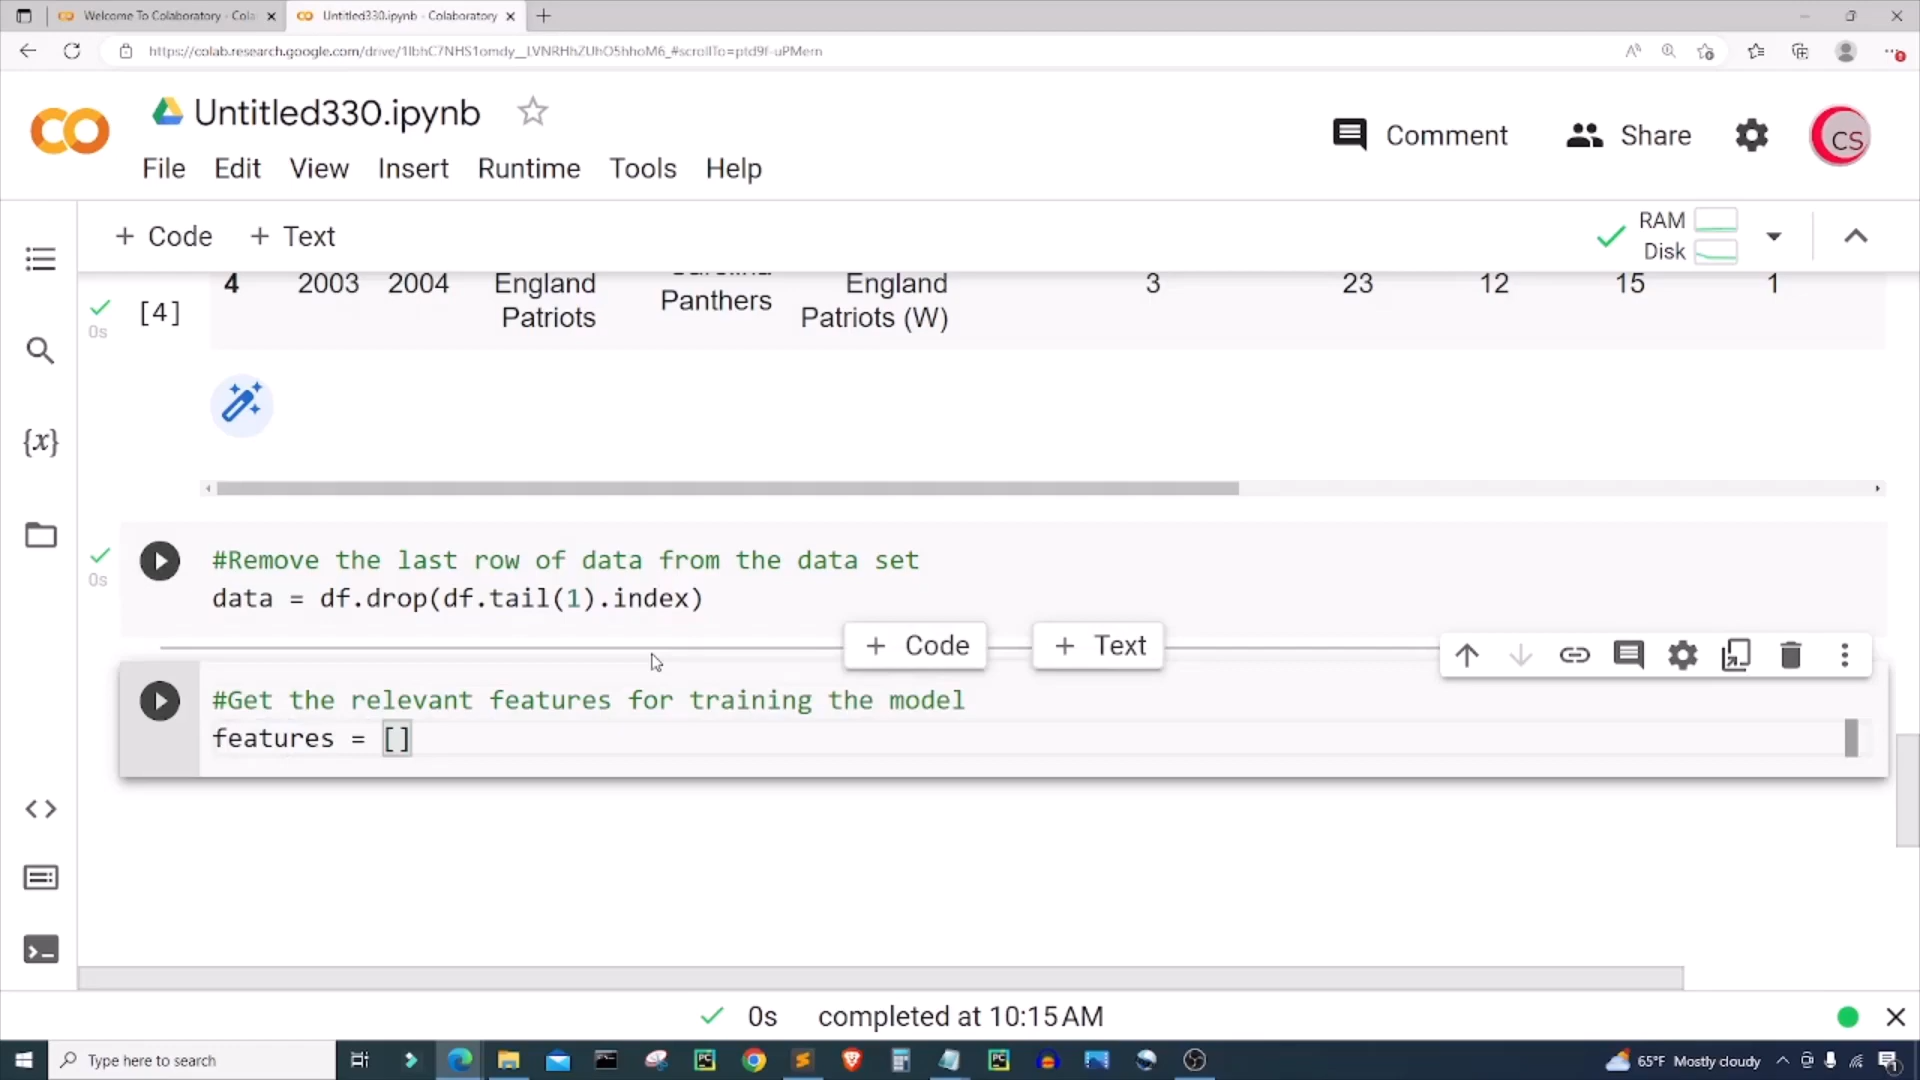 Welcome To Colaboratory - Cola
Untitled330.ipynb - Colaboratory
Untitled330.ipynb
Comment
Share
CS
File Edit View Insert Runtime Tools Help
+ Code + Text
RAM
Disk
[4]
0s
4 2003 2004 England Patriots Panthers England Patriots (W) 3 23 12 15 1
{x}
0s
#Remove the last row of data from the data set
data = df.drop(df.tail(1).index)
+ Code + Text
#Get the relevant features for training the model
features = []
0s completed at 10:15 AM
Type here to search
65°F Mostly cloudy